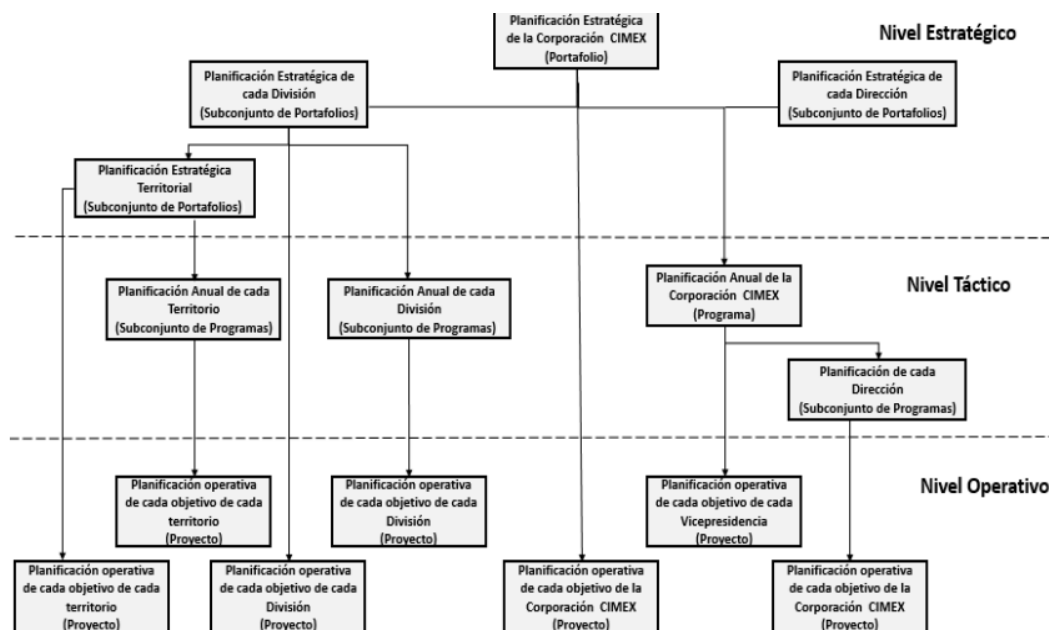 Planificación Estratégica
de la Corporación  CIMEX
(Portafolio)
Nivel Estratégico
Planificación Estratégica de
cada División
(Subconjunto de Portafolios)
Planificación Estratégica de
cada Dirección
(Subconjunto de Portafolios)
Planificación Estratégica
Territorial
(Subconjunto de Portafolios)
Planificación Anual de cada
Territorio
(Subconjunto de Programas)
Planificación Anual de cada
División
(Subconjunto de Programas)
Planificación Anual de la
Corporación  CIMEX
(Programa)
Nivel Táctico
Planificación de cada
Dirección
(Subconjunto de Programas)
Planificación operativa
de cada objetivo de cada
territorio
(Proyecto)
Planificación operativa
de cada objetivo de cada
División
(Proyecto)
Planificación operativa
de cada objetivo de cada
Vicepresidencia
(Proyecto)
Nivel Operativo
Planificación operativa
de cada objetivo de cada
territorio
(Proyecto)
Planificación operativa
de cada objetivo de cada
División
(Proyecto)
Planificación operativa
de cada objetivo de la
Corporación  CIMEX
(Proyecto)
Planificación operativa
de cada objetivo de la
Corporación  CIMEX
(Proyecto)